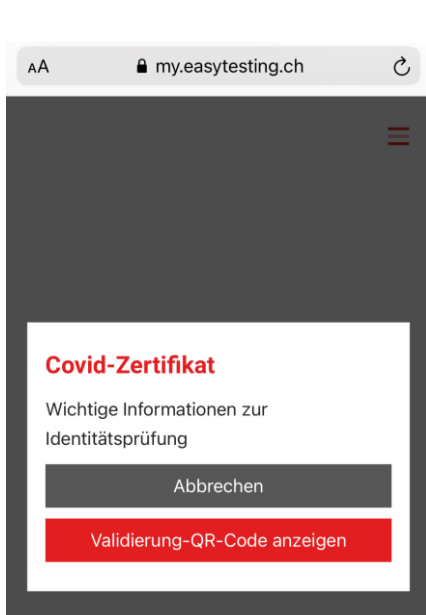 AA my.easytesting.ch
Covid-Zertifikat
Wichtige Informationen zur
Identitätsprüfung
Abbrechen
Validierung-QR-Code anzeigen